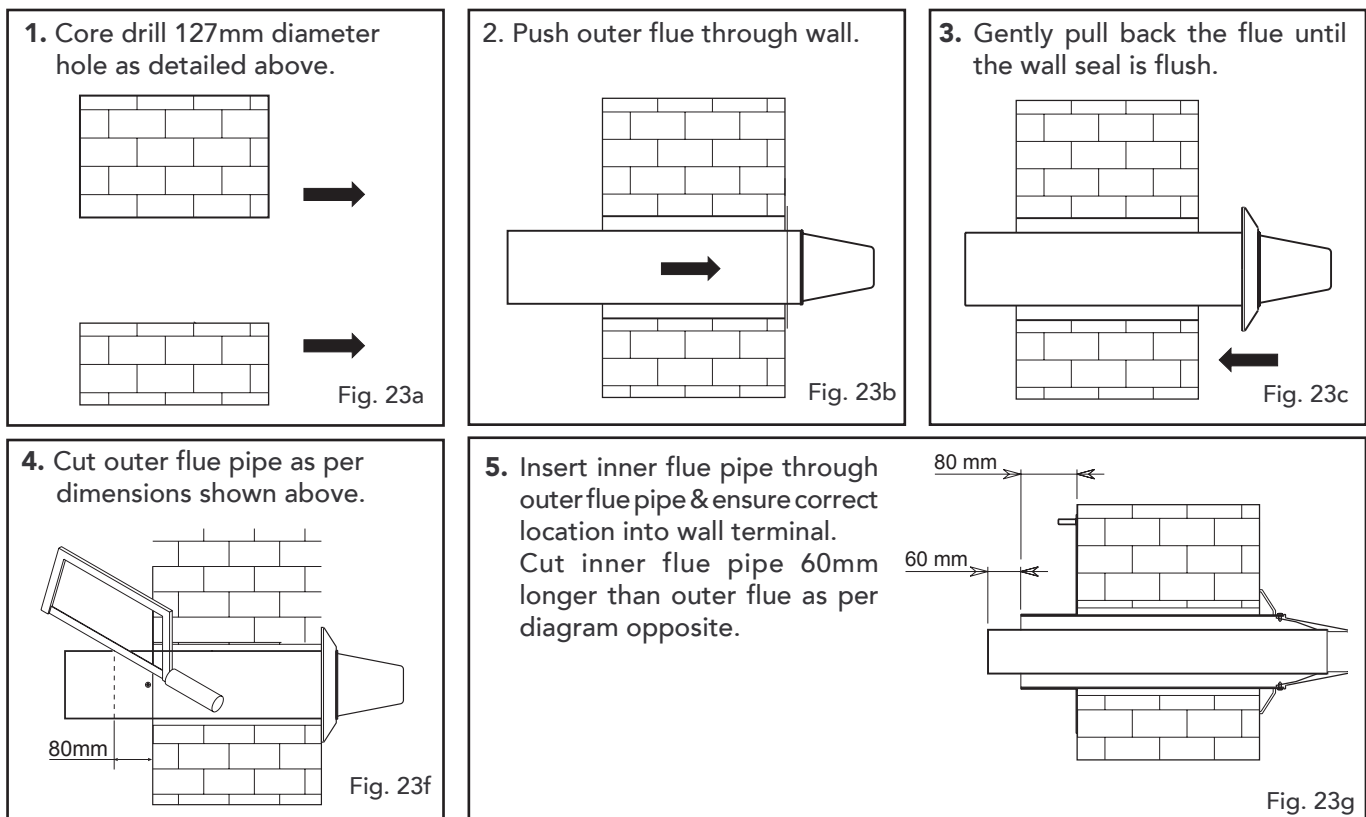 1. Core drill 127mm diameter
hole as detailed above.
Fig. 23a
2. Push outer flue through wall.
Fig. 23b
3. Gently pull back the flue until
the wall seal is flush.
Fig. 23c
4. Cut outer flue pipe as per
dimensions shown above.
80mm
Fig. 23f
5. Insert inner flue pipe through
outer flue pipe & ensure correct
location into wall terminal.
Cut inner flue pipe 60mm
longer than outer flue as per
diagram opposite.
80 mm
60 mm
Fig. 23g